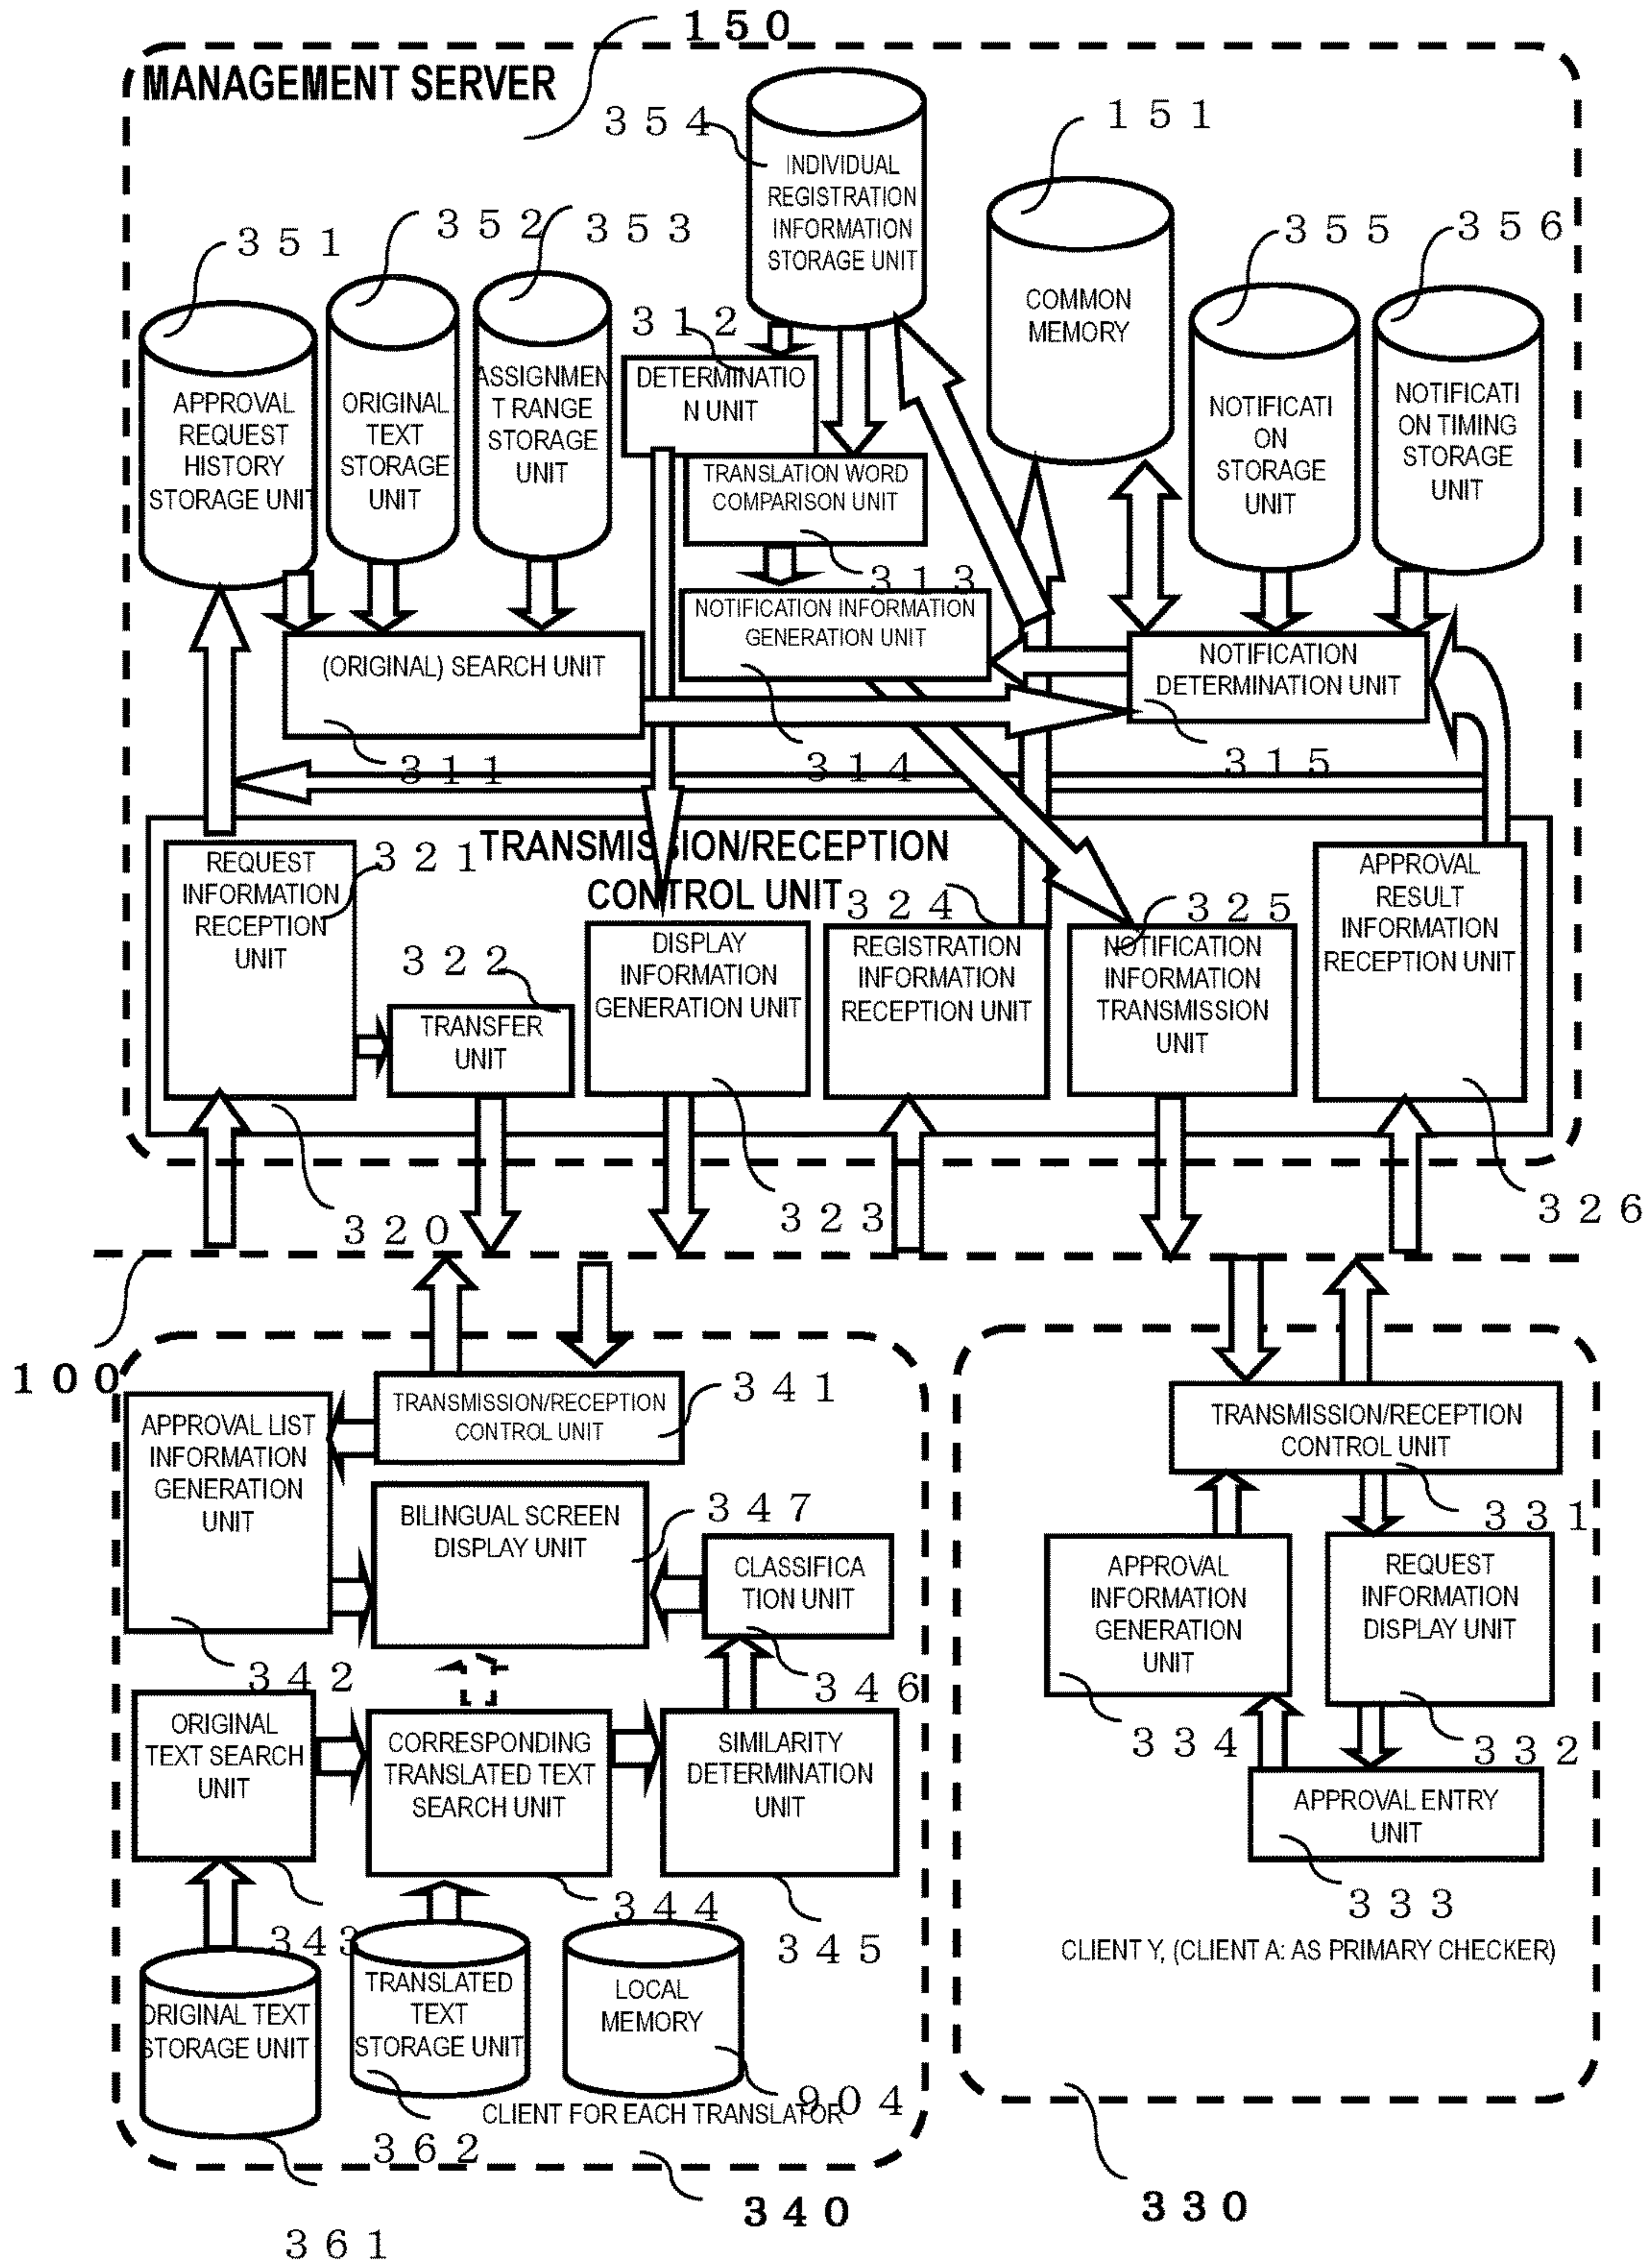 150
MANAGEMENT SERVER
354
INDIVIDUAL
REGISTRATION
INFORMATION
STORAGE UNIT
151
COMMON
MEMORY
351
APPROVAL
REQUEST
HISTORY
STORAGE UNIT
352
ORIGINAL
TEXT
STORAGE
UNIT
353
ASSIGNMEN
T RANGE
STORAGE
UNIT
355
NOTIFICATI
ON
STORAGE
UNIT
356
NOTIFICATI
ON TIMING
STORAGE
UNIT
312
DETERMINATIO
N UNIT
TRANSLATION WORD
COMPARISON UNIT
313
NOTIFICATION INFORMATION
GENERATION UNIT
314
(ORIGINAL) SEARCH UNIT
311
NOTIFICATION
DETERMINATION UNIT
315
TRANSMISSION/RECEPTION
CONTROL UNIT
REQUEST
INFORMATION
RECEPTION
UNIT
321
322
TRANSFER
UNIT
DISPLAY
INFORMATION
GENERATION UNIT
324
REGISTRATION
INFORMATION
RECEPTION UNIT
325
NOTIFICATION
INFORMATION
TRANSMISSION
UNIT
APPROVAL
RESULT
INFORMATION
RECEPTION UNIT
320
323
326
100
TRANSMISSION/RECEPTION
CONTROL UNIT
341
APPROVAL LIST
INFORMATION
GENERATION
UNIT
342
BILINGUAL SCREEN
DISPLAY UNIT
347
CLASSIFICA
TION UNIT
346
ORIGINAL
TEXT SEARCH
UNIT
343
CORRESPONDING
TRANSLATED TEXT
SEARCH UNIT
344
SIMILARITY
DETERMINATION
UNIT
345
ORIGINAL TEXT
STORAGE UNIT
361
TRANSLATED
TEXT
STORAGE UNIT
362
LOCAL
MEMORY
904
CLIENT FOR EACH TRANSLATOR
340
TRANSMISSION/RECEPTION
CONTROL UNIT
331
APPROVAL
INFORMATION
GENERATION
UNIT
334
REQUEST
INFORMATION
DISPLAY UNIT
332
APPROVAL ENTRY
UNIT
333
CLIENT Y, (CLIENT A: AS PRIMARY CHECKER)
330